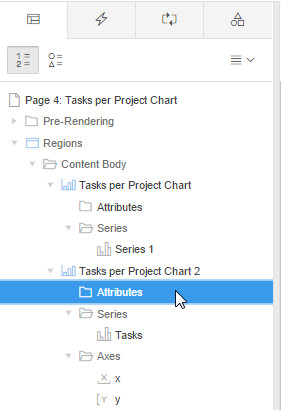 Page 4: Tasks per Project Chart
Pre-Rendering
Regions
Content Body
Tasks per Project Chart
Attributes
Series
Series 1
Tasks per Project Chart 2
Attributes
Series
Tasks
Axes
x
y